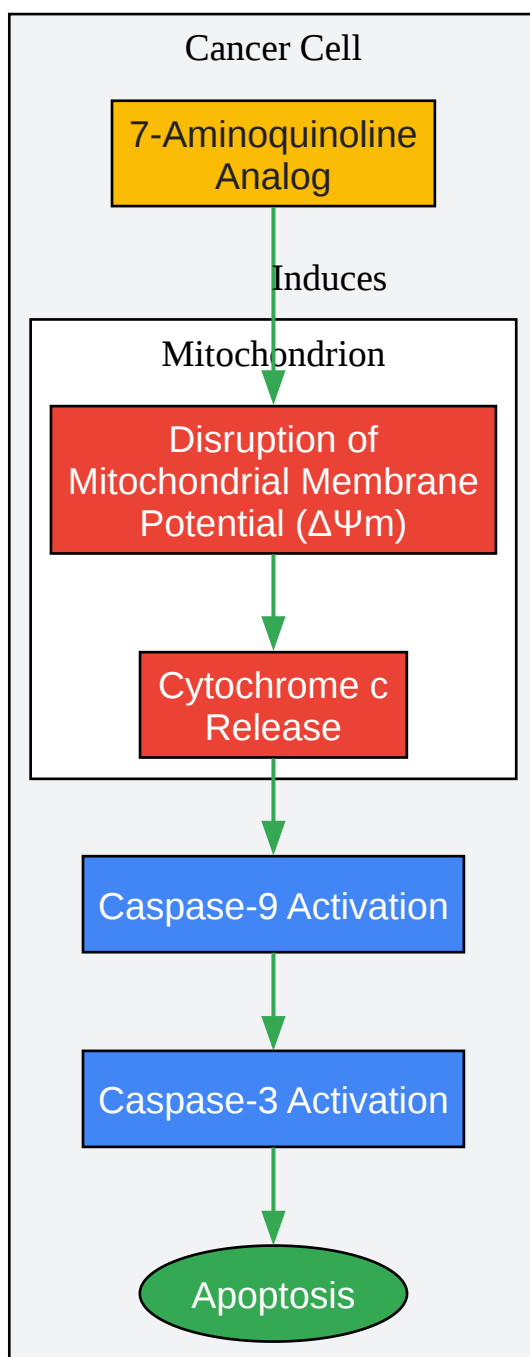 Cancer Cell
7-Aminoquinoline
Analog
Induces
Mitochondrion
Disruption of
Mitochondrial Membrane
Potential (ΔΨm)
Cytochrome c
Release
Caspase-9 Activation
Caspase-3 Activation
Apoptosis